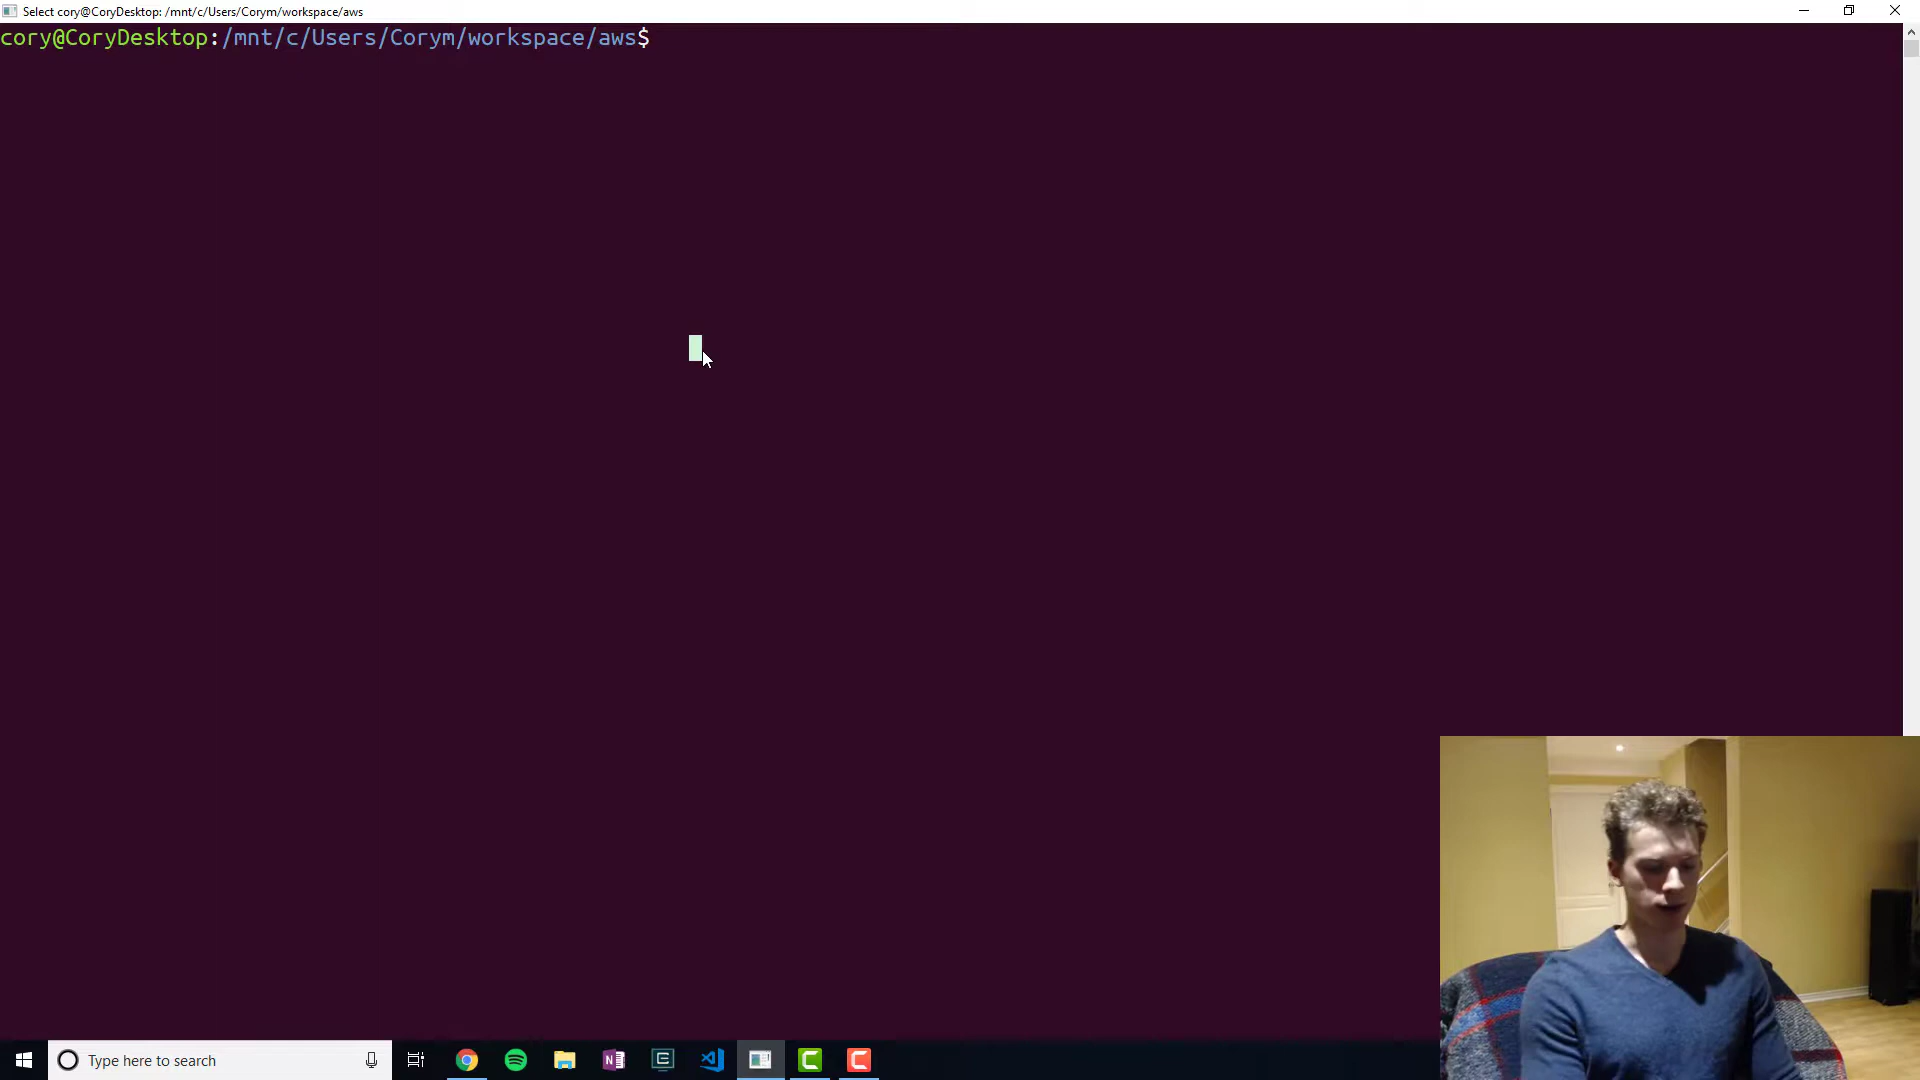 Select cory@CoryDesktop: /mnt/c/Users/Corym/workspace/aws
cory@CoryDesktop:/mnt/c/Users/Corym/workspace/aws$
Type here to search